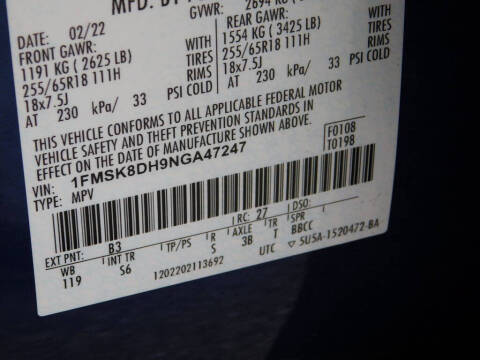 MFD. BY
GVWR: 2694 KG
DATE: 02/22
FRONT GAWR: REAR GAWR:
1191 KG ( 2625 LB) WITH 1554 KG ( 3425 LB) WITH
255/65R18 111H TIRES 255/65R18 111H TIRES
18x7.5J RIMS 18x7.5J RIMS
AT 230 kPa/ 33 PSI COLD AT 230 kPa/ 33 PSI COLD
THIS VEHICLE CONFORMS TO ALL APPLICABLE FEDERAL MOTOR
VEHICLE SAFETY AND THEFT PREVENTION STANDARDS IN
EFFECT ON THE DATE OF MANUFACTURE SHOWN ABOVE.
VIN: 1FMSK8DH9NGA47247 F0108
TYPE: MPV T0198
EXT PNT: B3 RC: 27 DSO:
WB INT TR TP/PS R AXLE TR SPR
119 S6 S 3B T BBCC
1202202113692 UTC ▽ 5U5A-1520472-BA